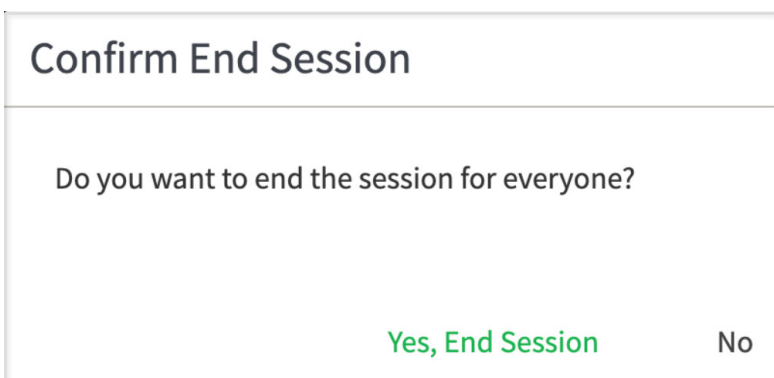 Confirm End Session
Do you want to end the session for everyone?
Yes, End Session No